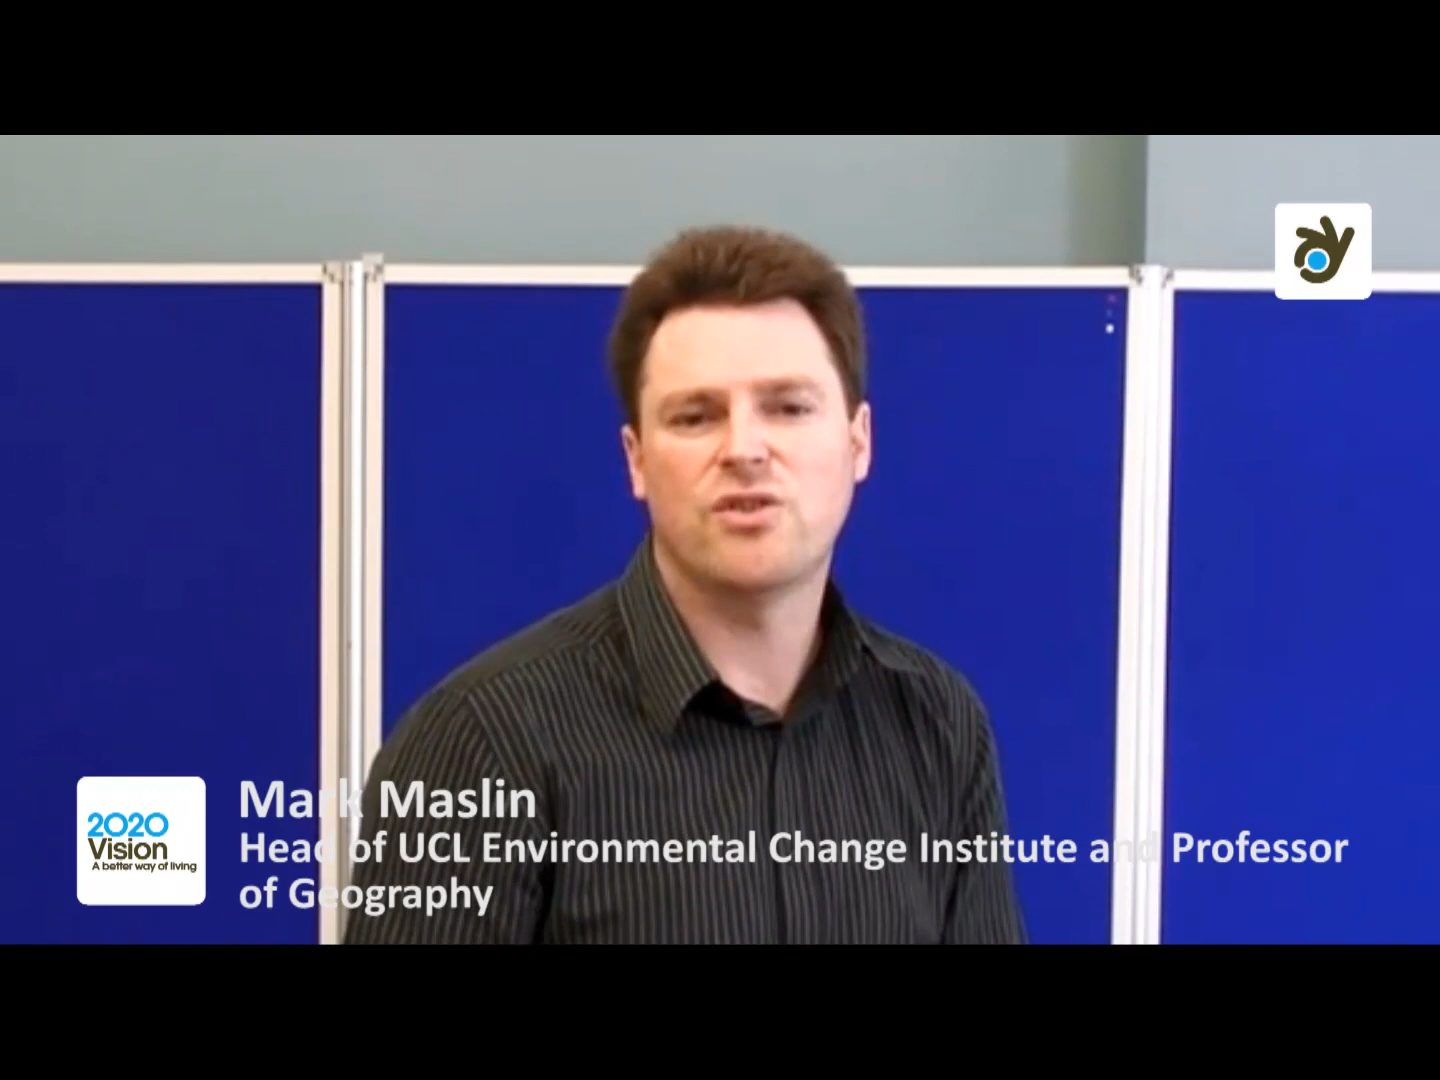 Mark Maslin
Head of UCL Environmental Change Institute and Professor
of Geography
2020
Vision
A better way of living